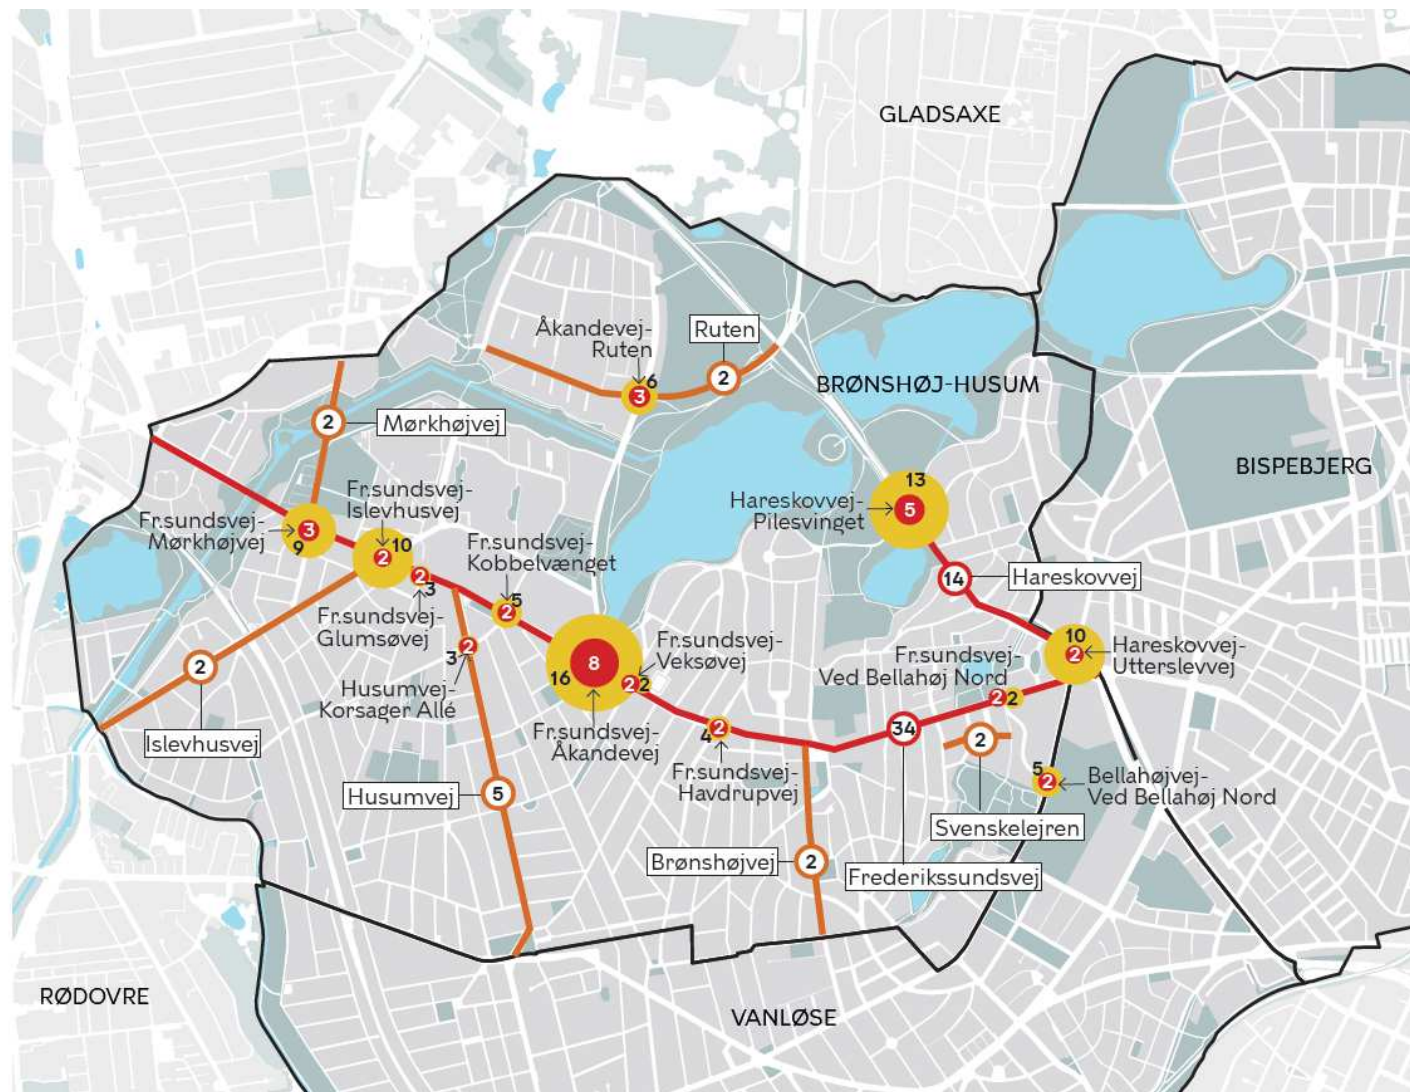 GLADSAXE
Åkandevej-
Ruten
6
3
Ruten
2
BRØNSHØJ-HUSUM
2
Mørkhøjvej
BISPEBJERG
Fr.sundsvej-
Islevhusvej
10
2
Fr.sundsvej-
Mørkhøjvej
3
9
Hareskovvej-
Pilesvinget
13
5
Fr.sundsvej-
Kobbelvænget
5
2
2
3
Fr.sundsvej-
Glumsøvej
14
Hareskovvej
10
2
Hareskovvej-
Utterslevvej
2
3
Husumvej-
Korsager Allé
8
16
Fr.sundsvej-
Veksøvej
2
2
Fr.sundsvej-
Ved Bellahøj Nord
2
2
2
Islevhusvej
Fr.sundsvej-
Åkandevej
2
4
Fr.sundsvej-
Havdrupvej
34
2
5
2
Bellahøjvej-
Ved Bellahøj Nord
Husumvej
5
Svenskelejren
Brønshøjvej
2
Frederikssundsvej
RØDOVRE
VANLØSE